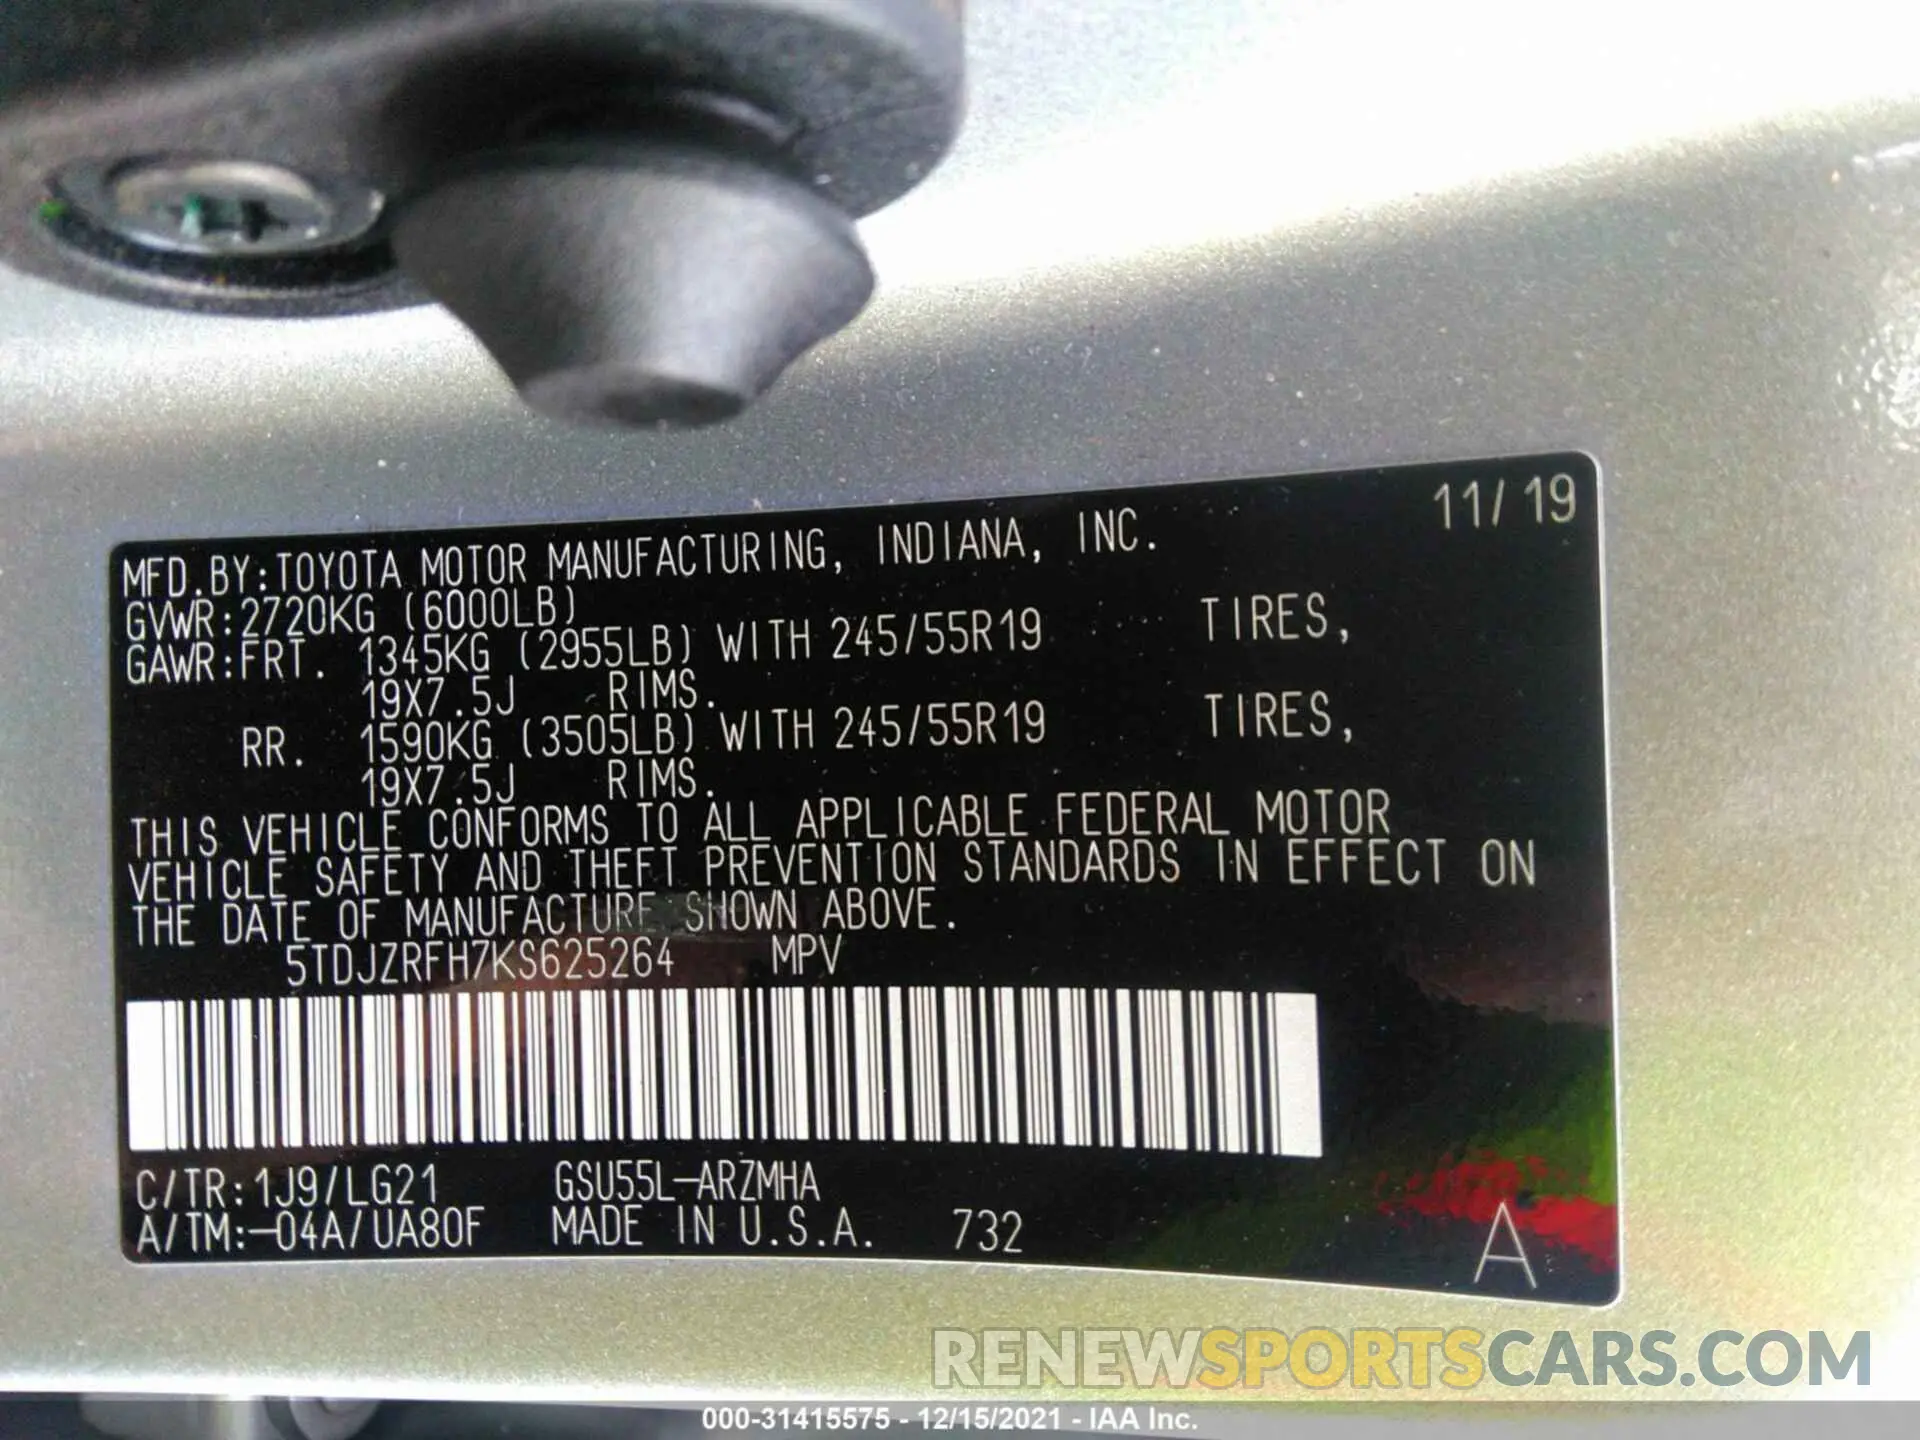 11/19
MFD.BY:TOYOTA MOTOR MANUFACTURING, INDIANA, INC.
GVWR:2720KG (6000LB)
GAWR:FRT. 1345KG (2955LB) WITH 245/55R19 TIRES,
19X7.5J RIMS.
RR. 1590KG (3505LB) WITH 245/55R19 TIRES,
19X7.5J RIMS.
THIS VEHICLE CONFORMS TO ALL APPLICABLE FEDERAL MOTOR
VEHICLE SAFETY AND THEFT PREVENTION STANDARDS IN EFFECT ON
THE DATE OF MANUFACTURE SHOWN ABOVE.
5TDJZRFH7KS625264 MPV
C/TR:1J9/LG21 GSU55L-ARZMHA
A/TM:-04A/UA80F MADE IN U.S.A. 732
A
RENEWSPORTSCARS.COM
000-31415575 - 12/15/2021 - IAA Inc.